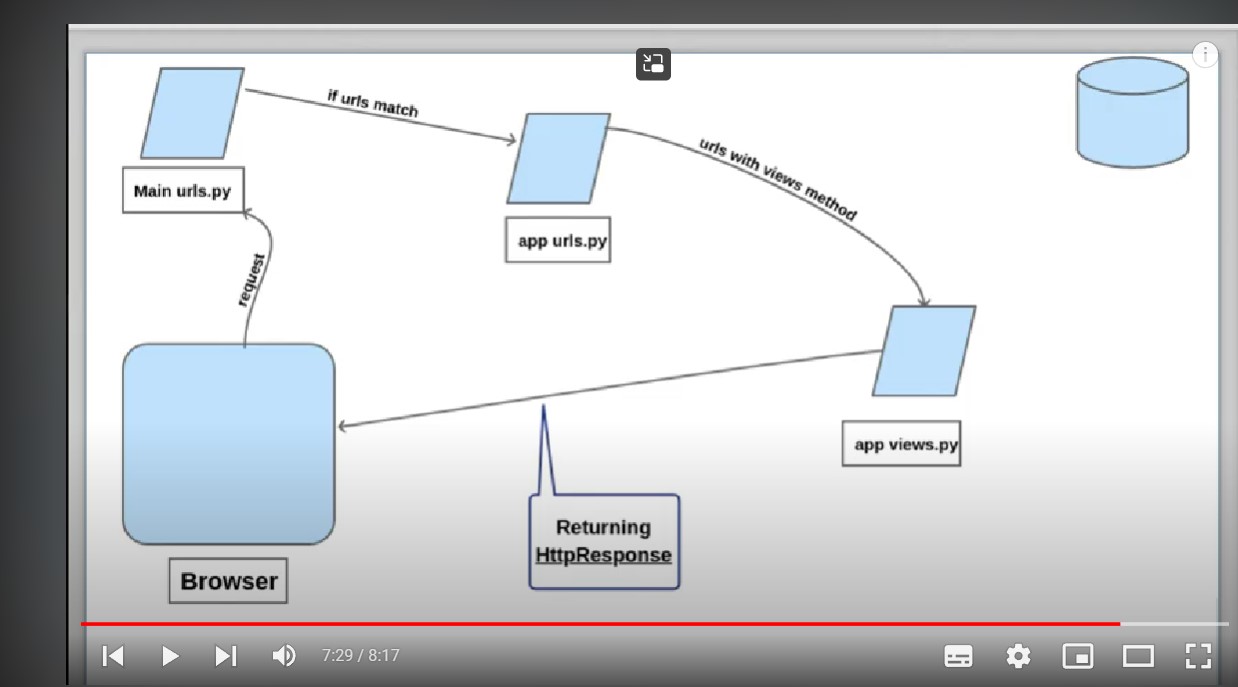 if urls match
urls with views method
Main urls.py
app urls.py
request
app views.py
Returning
HttpResponse
Browser
7:29 / 8:17